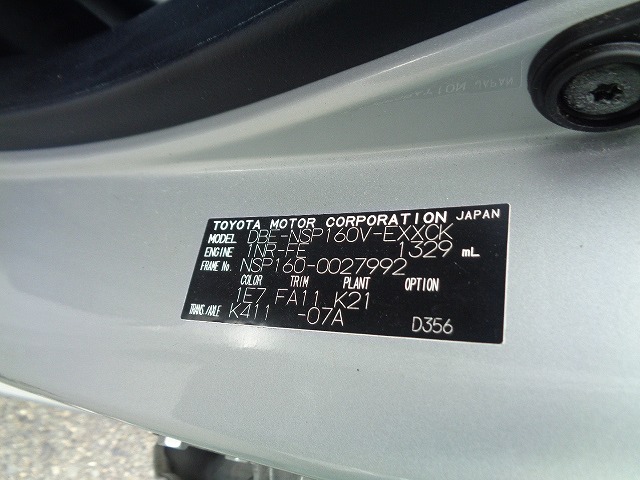 TOYOTA MOTOR CORPORATION JAPAN
MODEL DBE-NSP160V-EXXCK
ENGINE 1NR-FE 1329 mL
FRAME No. NSP160-0027992
COLOR TRIM PLANT OPTION
1E7 FA11 K21
TRANS/AXLE K411 -07A
D356